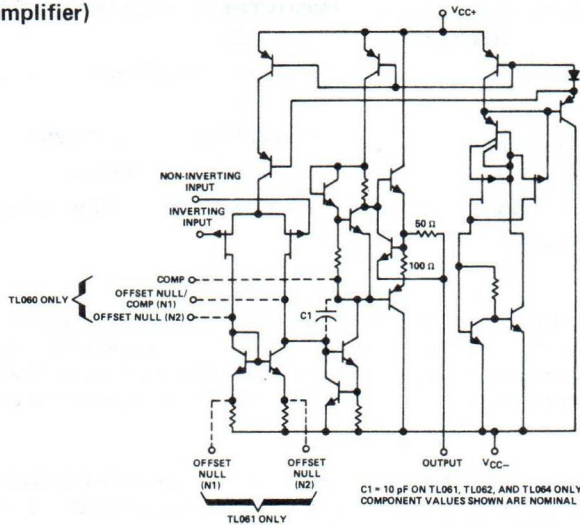 mplifier)
VCC+
NON-INVERTING
INPUT
INVERTING
INPUT
50 Ω
100 Ω
COMP
OFFSET NULL/
COMP (N1)
OFFSET NULL (N2)
TL060 ONLY
C1
OFFSET
NULL
(N1)
OFFSET
NULL
(N2)
TL061 ONLY
OUTPUT
VCC−
C1 = 10 pF ON TL061, TL062, AND TL064 ONLY
COMPONENT VALUES SHOWN ARE NOMINAL